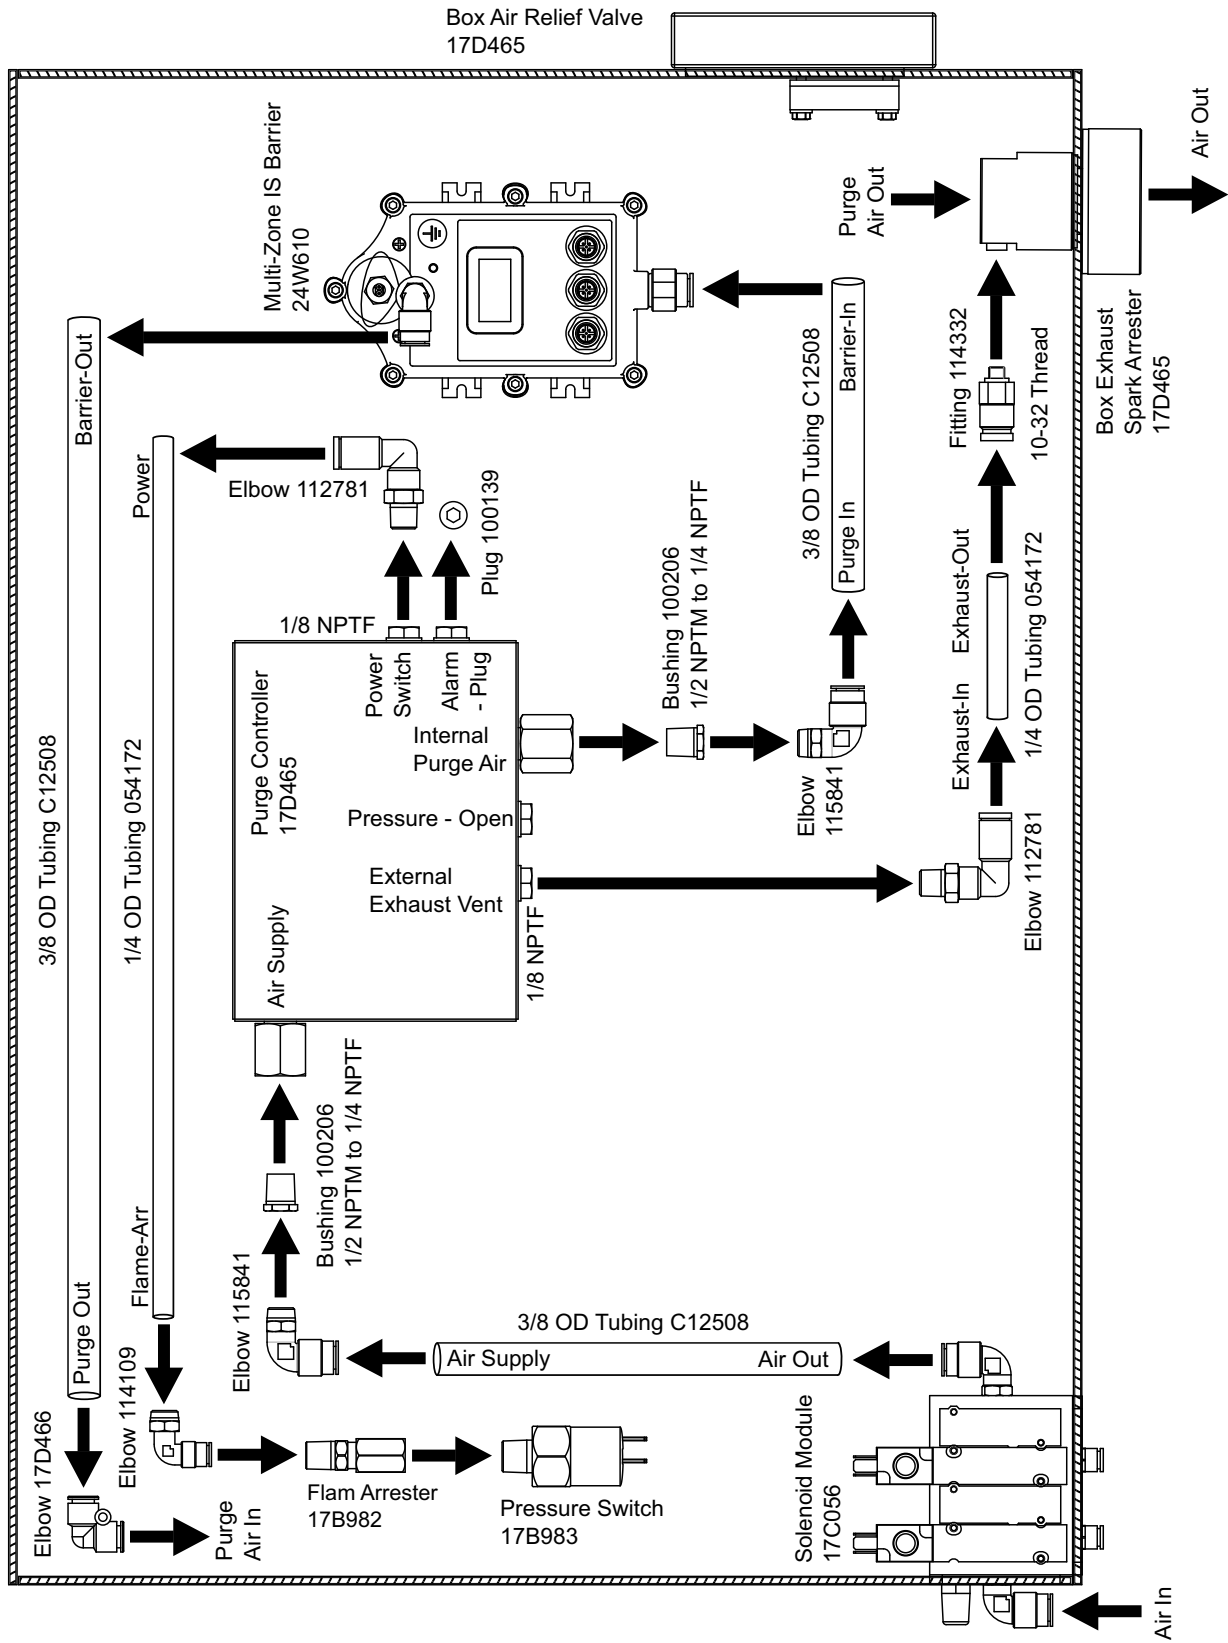 Box Air Relief Valve
17D465
Multi-Zone IS Barrier
24W610
Purge
Air Out
Air Out
Barrier-Out
3/8 OD Tubing C12508
Purge Out
Power
1/4 OD Tubing 054172
Flame-Arr
Elbow 112781
Plug 100139
1/8 NPTF
Purge Controller
17D465
Power
Switch
Alarm
- Plug
Internal
Purge Air
Pressure - Open
External
Exhaust Vent
Air Supply
1/8 NPTF
Bushing 100206
1/2 NPTM to 1/4 NPTF
Elbow
115841
3/8 OD Tubing C12508
Purge In
Barrier-In
Fitting 114332
10-32 Thread
Box Exhaust
Spark Arrester
17D465
Exhaust-In
Exhaust-Out
1/4 OD Tubing 054172
Elbow 112781
Bushing 100206
1/2 NPTM to 1/4 NPTF
Elbow 115841
3/8 OD Tubing C12508
Air Supply
Air Out
Elbow 17D466
Elbow 114109
Purge
Air In
Flam Arrester
17B982
Pressure Switch
17B983
Solenoid Module
17C056
Air In